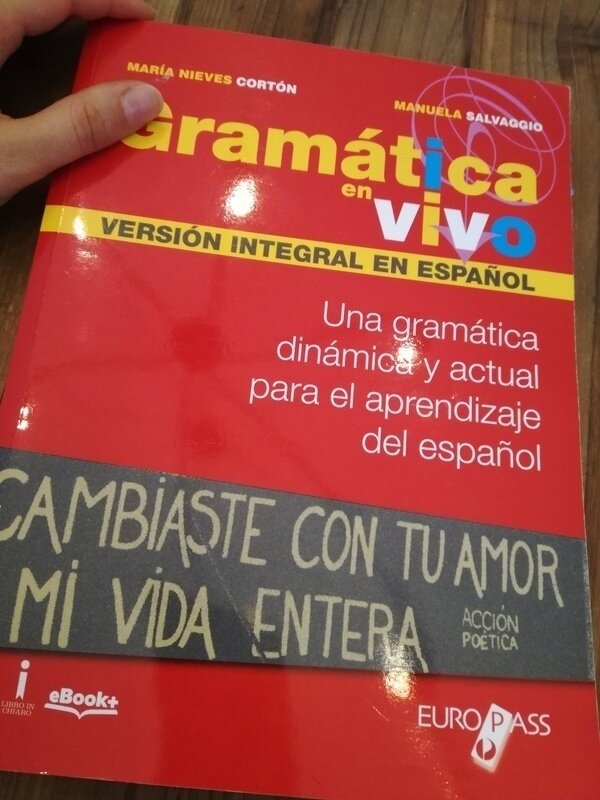 MARÍA NIEVES CORTÓN
MANUELA SALVAGGIO
Gramática
en vivo
VERSIÓN INTEGRAL EN ESPAÑOL
Una gramática
dinámica y actual
para el aprendizaje
del español
CAMBIASTE CON TU AMOR
MI VIDA ENTERA
ACCIÓN
POÉTICA
LIBRO IN
CHIARO
eBook+
EUROPASS